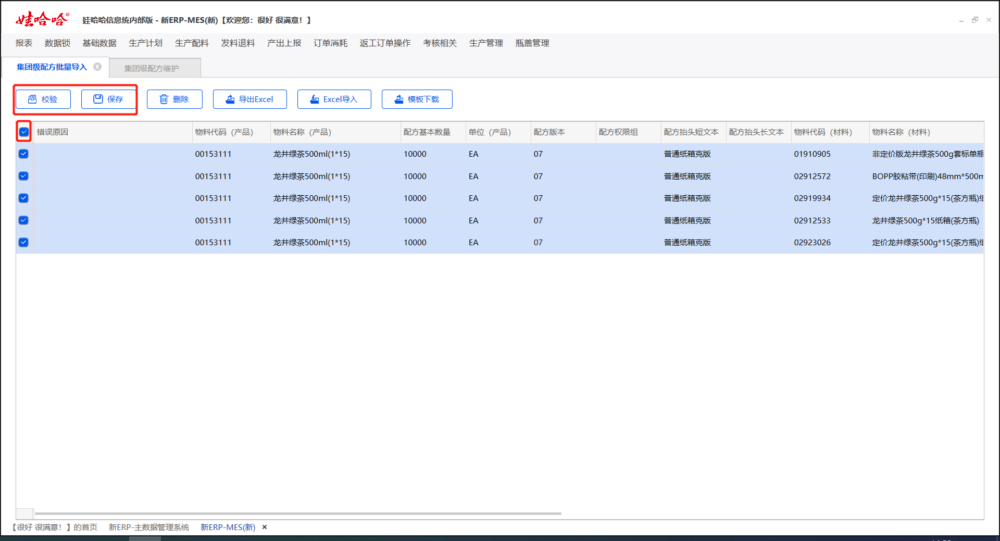 娃哈哈®
娃哈哈信息统内部版 - 新ERP-MES(新)【欢迎您：很好 很满意！】
报表 数据锁 基础数据 生产计划 生产配料 发料退料 产出上报 订单消耗 返工订单操作 考核相关 生产管理 瓶盖管理
集团级配方批量导入 集团级配方维护
校验 保存 删除 导出Excel Excel导入 模板下载
错误原因 物料代码（产品） 物料名称（产品） 配方基本数量 单位（产品） 配方版本 配方权限组 配方抬头短文本 配方抬头长文本 物料代码（材料） 物料名称（材料）
00153111 龙井绿茶500ml(1*15) 10000 EA 07 普通纸箱克版 01910905 非定价版龙井绿茶500g套标单瓶
00153111 龙井绿茶500ml(1*15) 10000 EA 07 普通纸箱克版 02912572 BOPP胶粘带(印刷)48mm*500m
00153111 龙井绿茶500ml(1*15) 10000 EA 07 普通纸箱克版 02919934 定价龙井绿茶500g*15(茶方瓶)
00153111 龙井绿茶500ml(1*15) 10000 EA 07 普通纸箱克版 02912533 龙井绿茶500g*15纸箱(茶方瓶)
00153111 龙井绿茶500ml(1*15) 10000 EA 07 普通纸箱克版 02923026 定价龙井绿茶500g*15(茶方瓶)
【很好 很满意！】的首页 新ERP-主数据管理系统 新ERP-MES(新)